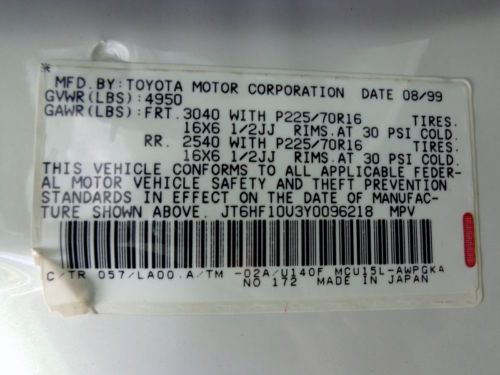 MFD.BY:TOYOTA MOTOR CORPORATION DATE 08/99
GVWR(LBS):4950
GAWR(LBS):FRT.3040 WITH P225/70R16 TIRES.
16X6 1/2JJ RIMS.AT 30 PSI COLD.
RR. 2540 WITH P225/70R16 TIRES.
16X6 1/2JJ RIMS.AT 30 PSI COLD.
THIS VEHICLE CONFORMS TO ALL APPLICABLE FEDER-
AL MOTOR VEHICLE SAFETY AND THEFT PREVENTION
STANDARDS IN EFFECT ON THE DATE OF MANUFAC-
TURE SHOWN ABOVE. JT6HF10U3Y0096218 MPV
C/TR 057/LA00.A/TM -02A/U140F MCU15L-AWPGKA
NO 172 MADE IN JAPAN